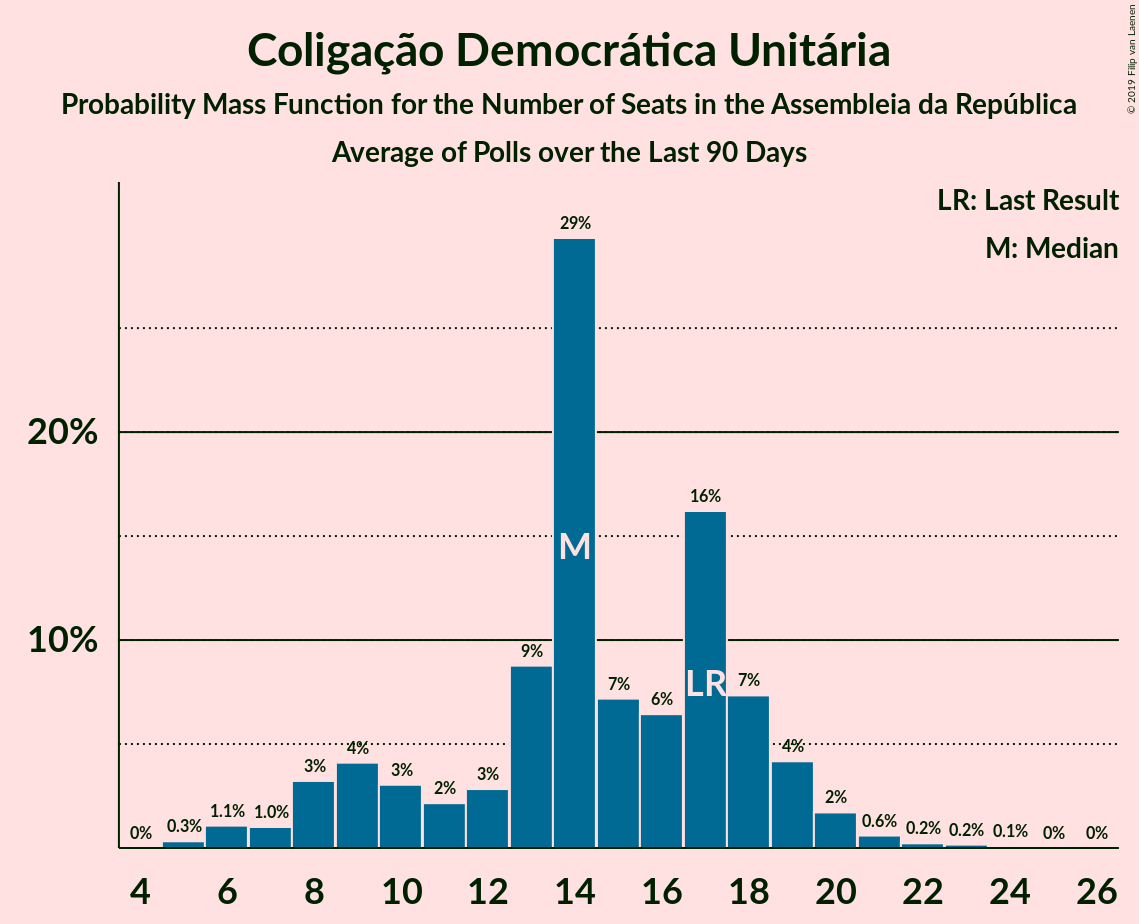 Coligação Democrática Unitária
Probability Mass Function for the Number of Seats in the Assembleia da República
Average of Polls over the Last 90 Days
© 2019 Filip van Laenen
LR: Last Result
M: Median
20%
10%
0% 0.3% 1.1% 1.0% 3% 4% 3% 2% 3% 9% 29% 7% 6% 16% 7% 4% 2% 0.6% 0.2% 0.2% 0.1% 0% 0%
M
LR
4 6 8 10 12 14 16 18 20 22 24 26